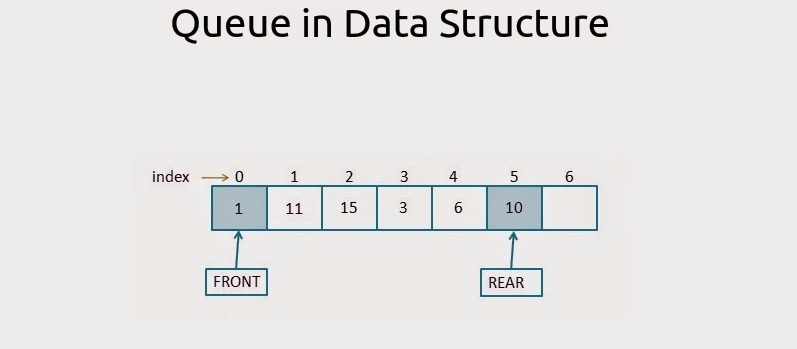 Queue in Data Structure
index 0 1 2 3 4 5 6
1 11 15 3 6 10
FRONT REAR